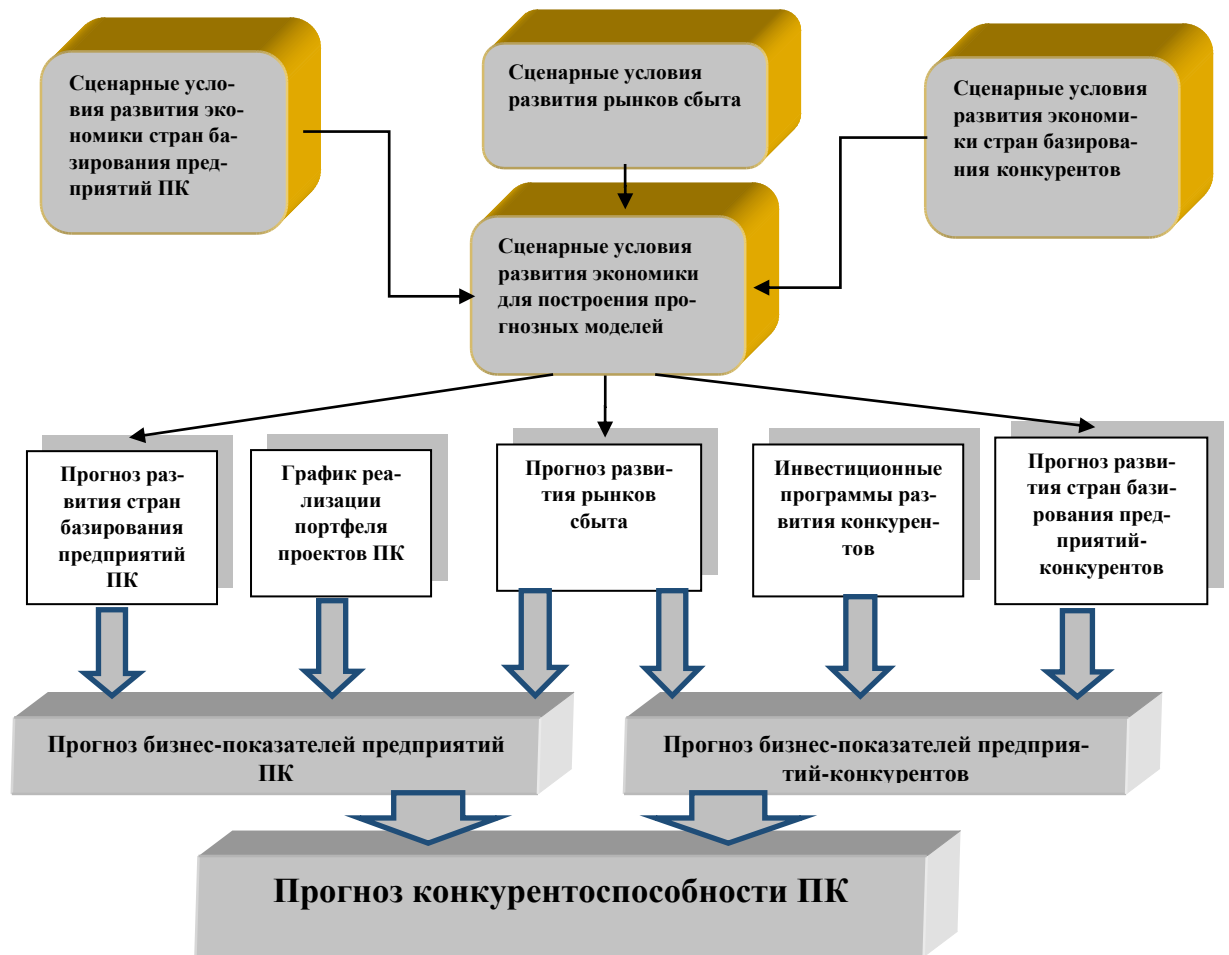 Сценарные усло-
вия развития эко-
номики стран ба-
зирования пред-
приятий ПК
Сценарные условия
развития рынков сбыта
Сценарные условия
развития экономи-
ки стран базирова-
ния конкурентов
Сценарные условия
развития экономики
для построения про-
гнозных моделей
Прогноз раз-
вития стран
базирования
предприятий
ПК
График реа-
лизации
портфеля
проектов ПК
Прогноз разви-
тия рынков
сбыта
Инвестиционные
программы раз-
вития конкурен-
тов
Прогноз разви-
тия стран бази-
рования пред-
приятий-
конкурентов
Прогноз бизнес-показателей предприятий
ПК
Прогноз бизнес-показателей предприя-
тий-конкурентов
Прогноз конкурентоспособности ПК